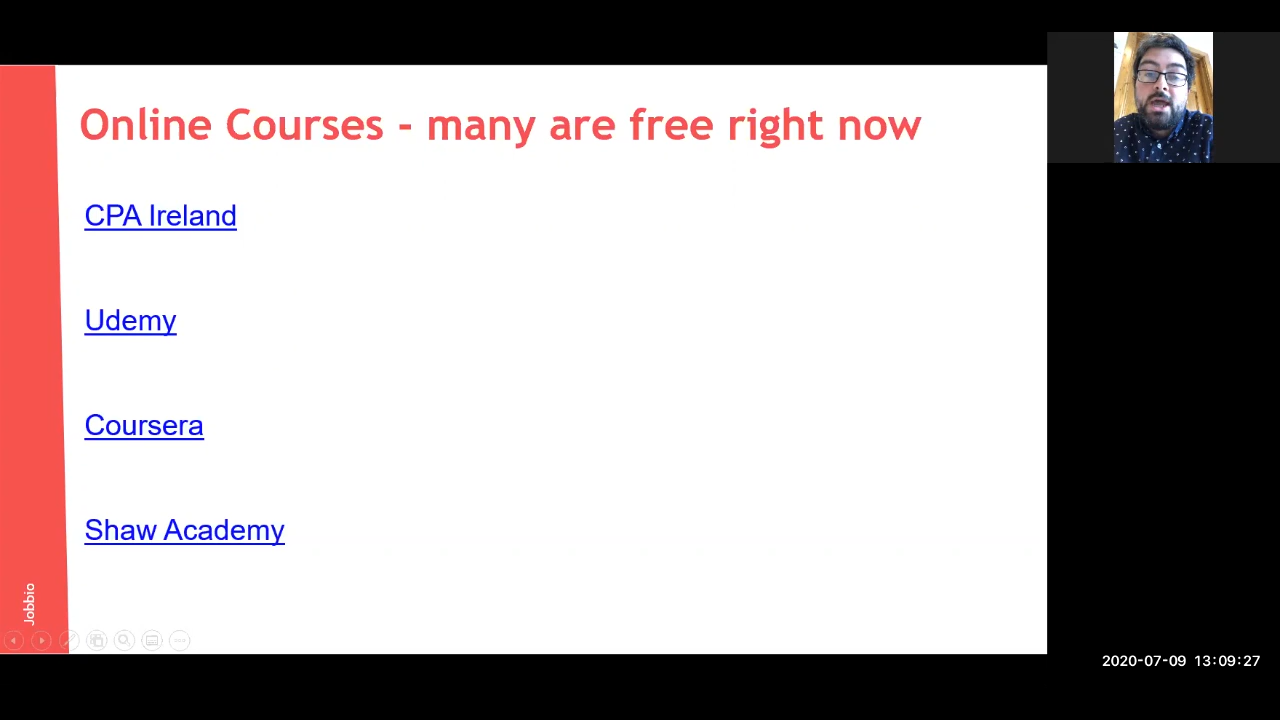 Online Courses - many are free right now
CPA Ireland
Udemy
Coursera
Shaw Academy
Jobbio
2020-07-09 13:09:27